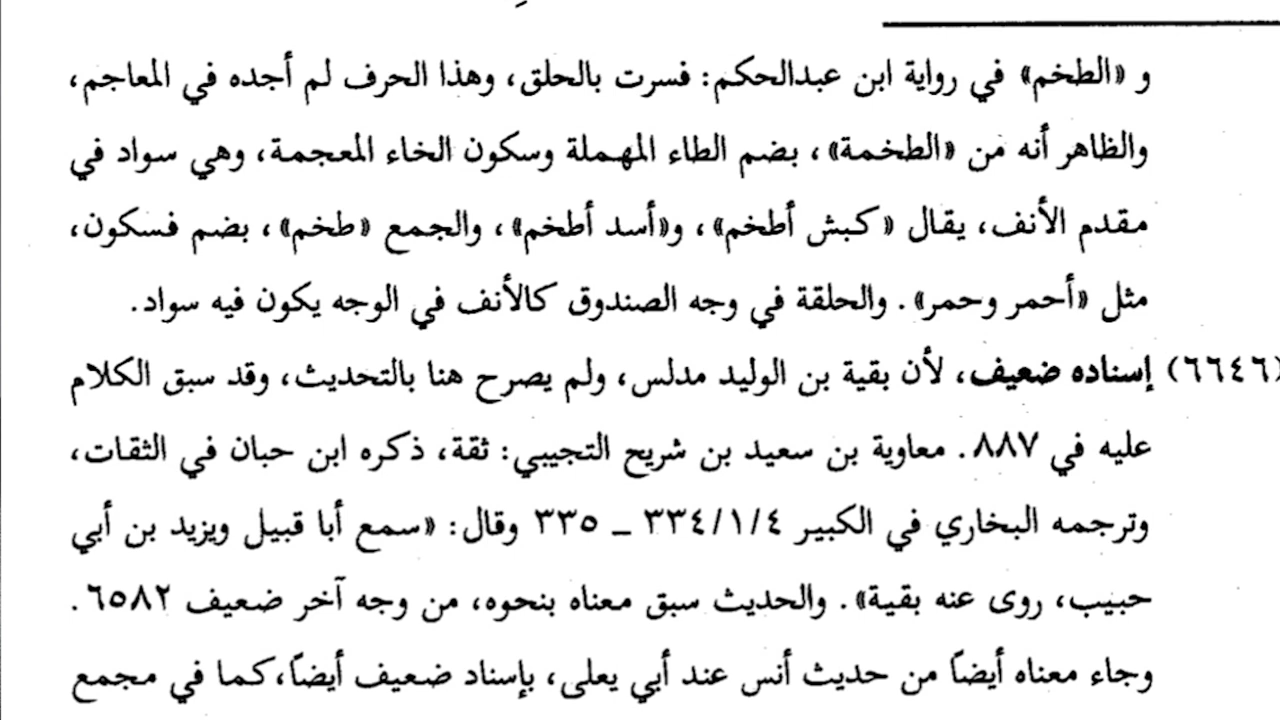 و «الطخم» في رواية ابن عبدالحكم: فسرت بالحلق، وهذا الحرف لم أجده في المعاجم،
والظاهر أنه من «الطخمة»، بضم الطاء المهملة وسكون الخاء المعجمة، وهي سواد في
مقدم الأنف، يقال «كبش أطخم»، و«أسد أطخم»، والجمع «طخم»، بضم فسكون،
مثل «أحمر وحمر». والحلقة في وجه الصندوق كالأنف في الوجه يكون فيه سواد.
(٦٦٤٦) إسناده ضعيف، لأن بقية بن الوليد مدلس، ولم يصرح هنا بالتحديث، وقد سبق الكلام
عليه في ٨٨٧. معاوية بن سعيد بن شريح التجيبي: ثقة، ذكره ابن حبان في الثقات،
وترجمه البخاري في الكبير ٤/١/٣٣٤ ــ ٣٣٥ وقال: «سمع أبا قبيل ويزيد بن أبي
حبيب، روى عنه بقية». والحديث سبق معناه بنحوه، من وجه آخر ضعيف ٦٥٨٢.
وجاء معناه أيضاً من حديث أنس عند أبي يعلى، بإسناد ضعيف أيضاً، كما في مجمع